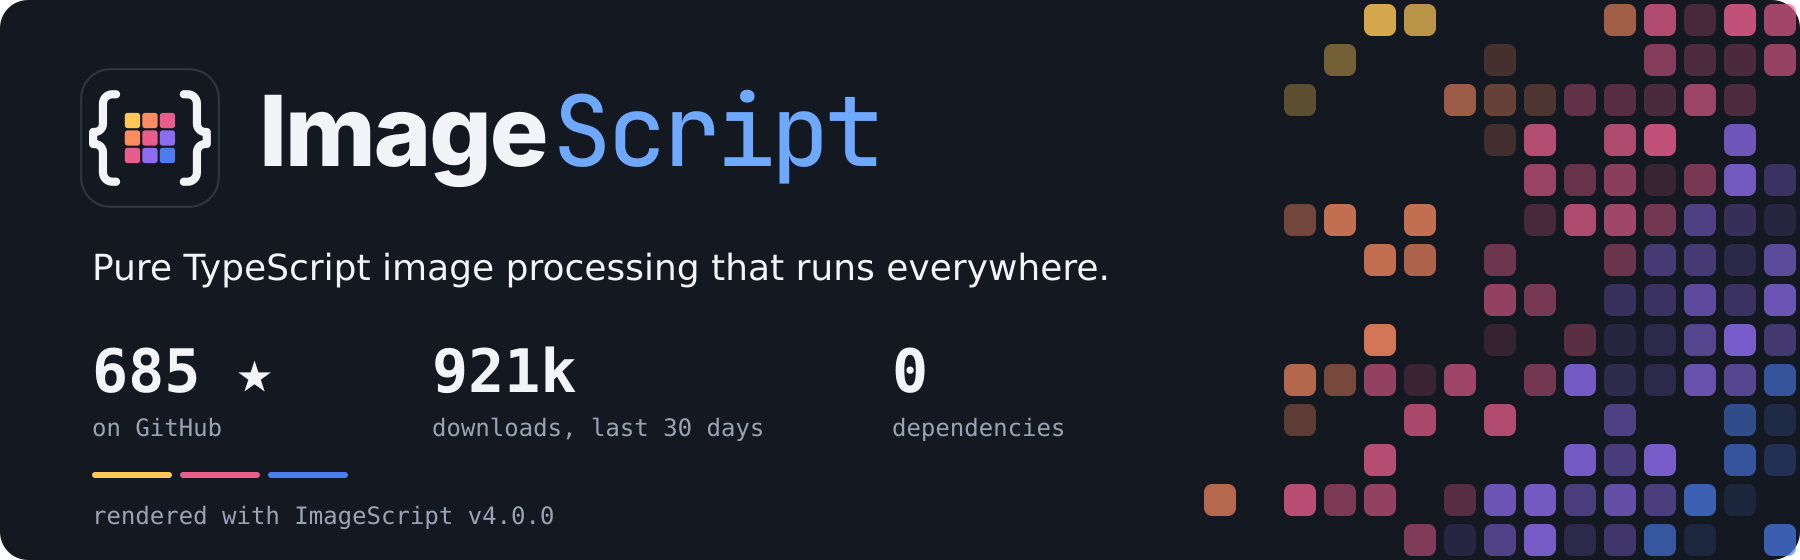 ImageScript
Pure TypeScript image processing that runs everywhere.
685 ★
on GitHub
921k
downloads, last 30 days
0
dependencies
rendered with ImageScript v4.0.0